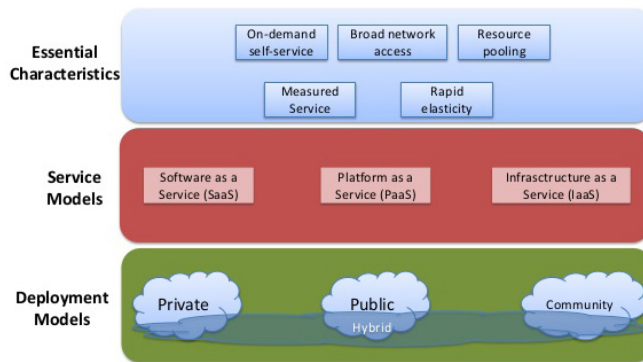 Essential
Characteristics
On-demand
self-service
Broad network
access
Resource
pooling
Measured
Service
Rapid
elasticity
Service
Models
Software as a
Service (SaaS)
Platform as a
Service (PaaS)
Infrasctructure as a
Service (IaaS)
Deployment
Models
Private
Public
Community
Hybrid